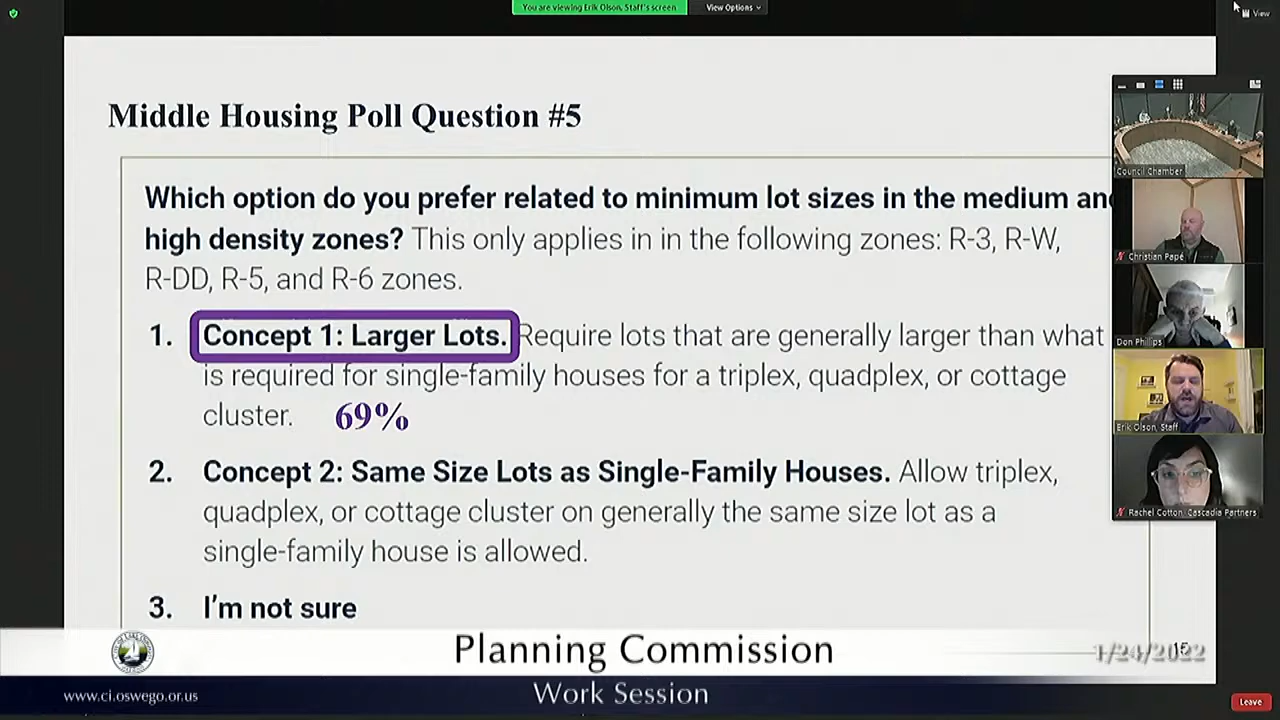 You are viewing Erik Olson, Staff's screen
View Options
View
Middle Housing Poll Question #5
Which option do you prefer related to minimum lot sizes in the medium and
high density zones? This only applies in in the following zones: R-3, R-W,
R-DD, R-5, and R-6 zones.
1. Concept 1: Larger Lots. Require lots that are generally larger than what
is required for single-family houses for a triplex, quadplex, or cottage
cluster. 69%
2. Concept 2: Same Size Lots as Single-Family Houses. Allow triplex,
quadplex, or cottage cluster on generally the same size lot as a
single-family house is allowed.
3. I'm not sure
Council Chamber
Christian Papé
Don Phillips
Erik Olson, Staff
Rachel Cotton, Cascadia Partners
Planning Commission
1/24/2022
15
www.ci.oswego.or.us
Work Session
Leave